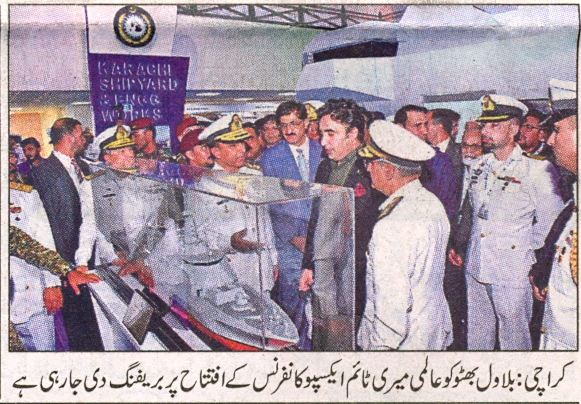 KARACHI
SHIPYARD
& ENGG
WORKS
کراچی: بلاول بھٹو کو عالمی میری ٹائم ایکسپو کانفرنس کے افتتاح پر بریفنگ دی جا رہی ہے